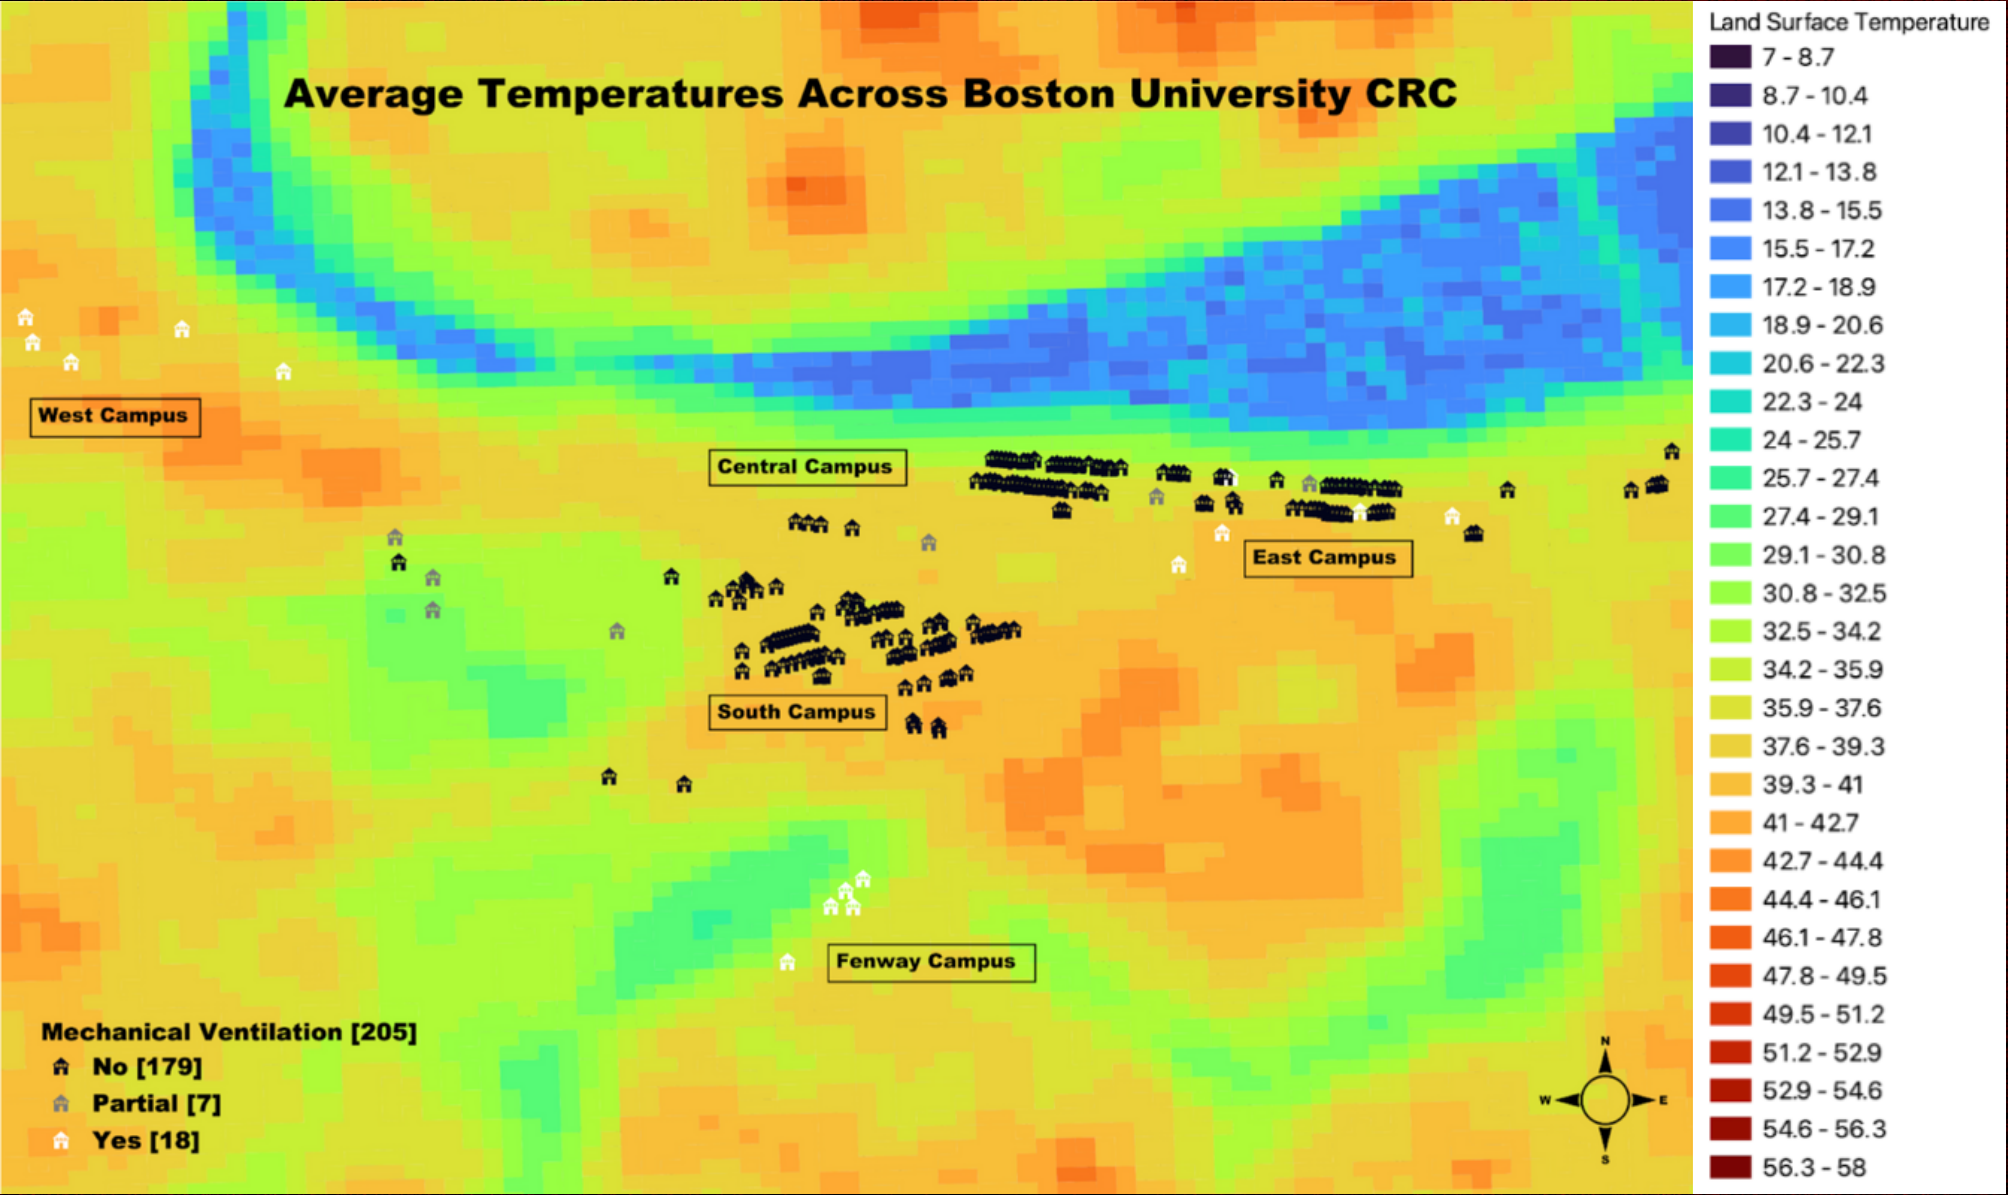 Average Temperatures Across Boston University CRC
West Campus
Central Campus
East Campus
South Campus
Fenway Campus
Mechanical Ventilation [205]
No [179]
Partial [7]
Yes [18]
N
W
E
S
Land Surface Temperature
7 - 8.7
8.7 - 10.4
10.4 - 12.1
12.1 - 13.8
13.8 - 15.5
15.5 - 17.2
17.2 - 18.9
18.9 - 20.6
20.6 - 22.3
22.3 - 24
24 - 25.7
25.7 - 27.4
27.4 - 29.1
29.1 - 30.8
30.8 - 32.5
32.5 - 34.2
34.2 - 35.9
35.9 - 37.6
37.6 - 39.3
39.3 - 41
41 - 42.7
42.7 - 44.4
44.4 - 46.1
46.1 - 47.8
47.8 - 49.5
49.5 - 51.2
51.2 - 52.9
52.9 - 54.6
54.6 - 56.3
56.3 - 58